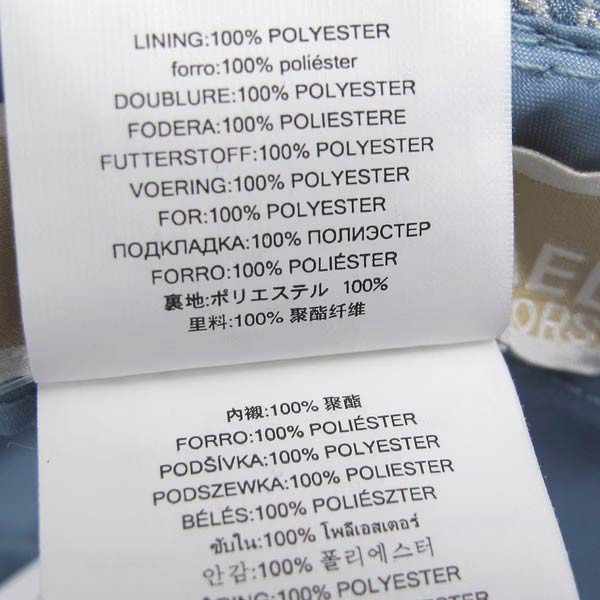 LINING:100% POLYESTER
forro:100% poliéster
DOUBLURE:100% POLYESTER
FODERA:100% POLIESTERE
FUTTERSTOFF:100% POLYESTER
VOERING:100% POLYESTER
FOR:100% POLYESTER
ПОДКЛАДКА:100% ПОЛИЭСТЕР
FORRO:100% POLIÉSTER
裏地:ポリエステル 100%
里料:100% 聚酯纤维
內襯:100% 聚酯
FORRO:100% POLIÉSTER
PODŠÍVKA:100% POLYESTER
PODSZEWKA:100% POLIESTER
BÉLÉS:100% POLIÉSZTER
ซับใน:100% โพลีเอสเตอร์
안감:100% 폴리에스터
100% POLYESTER
ORS